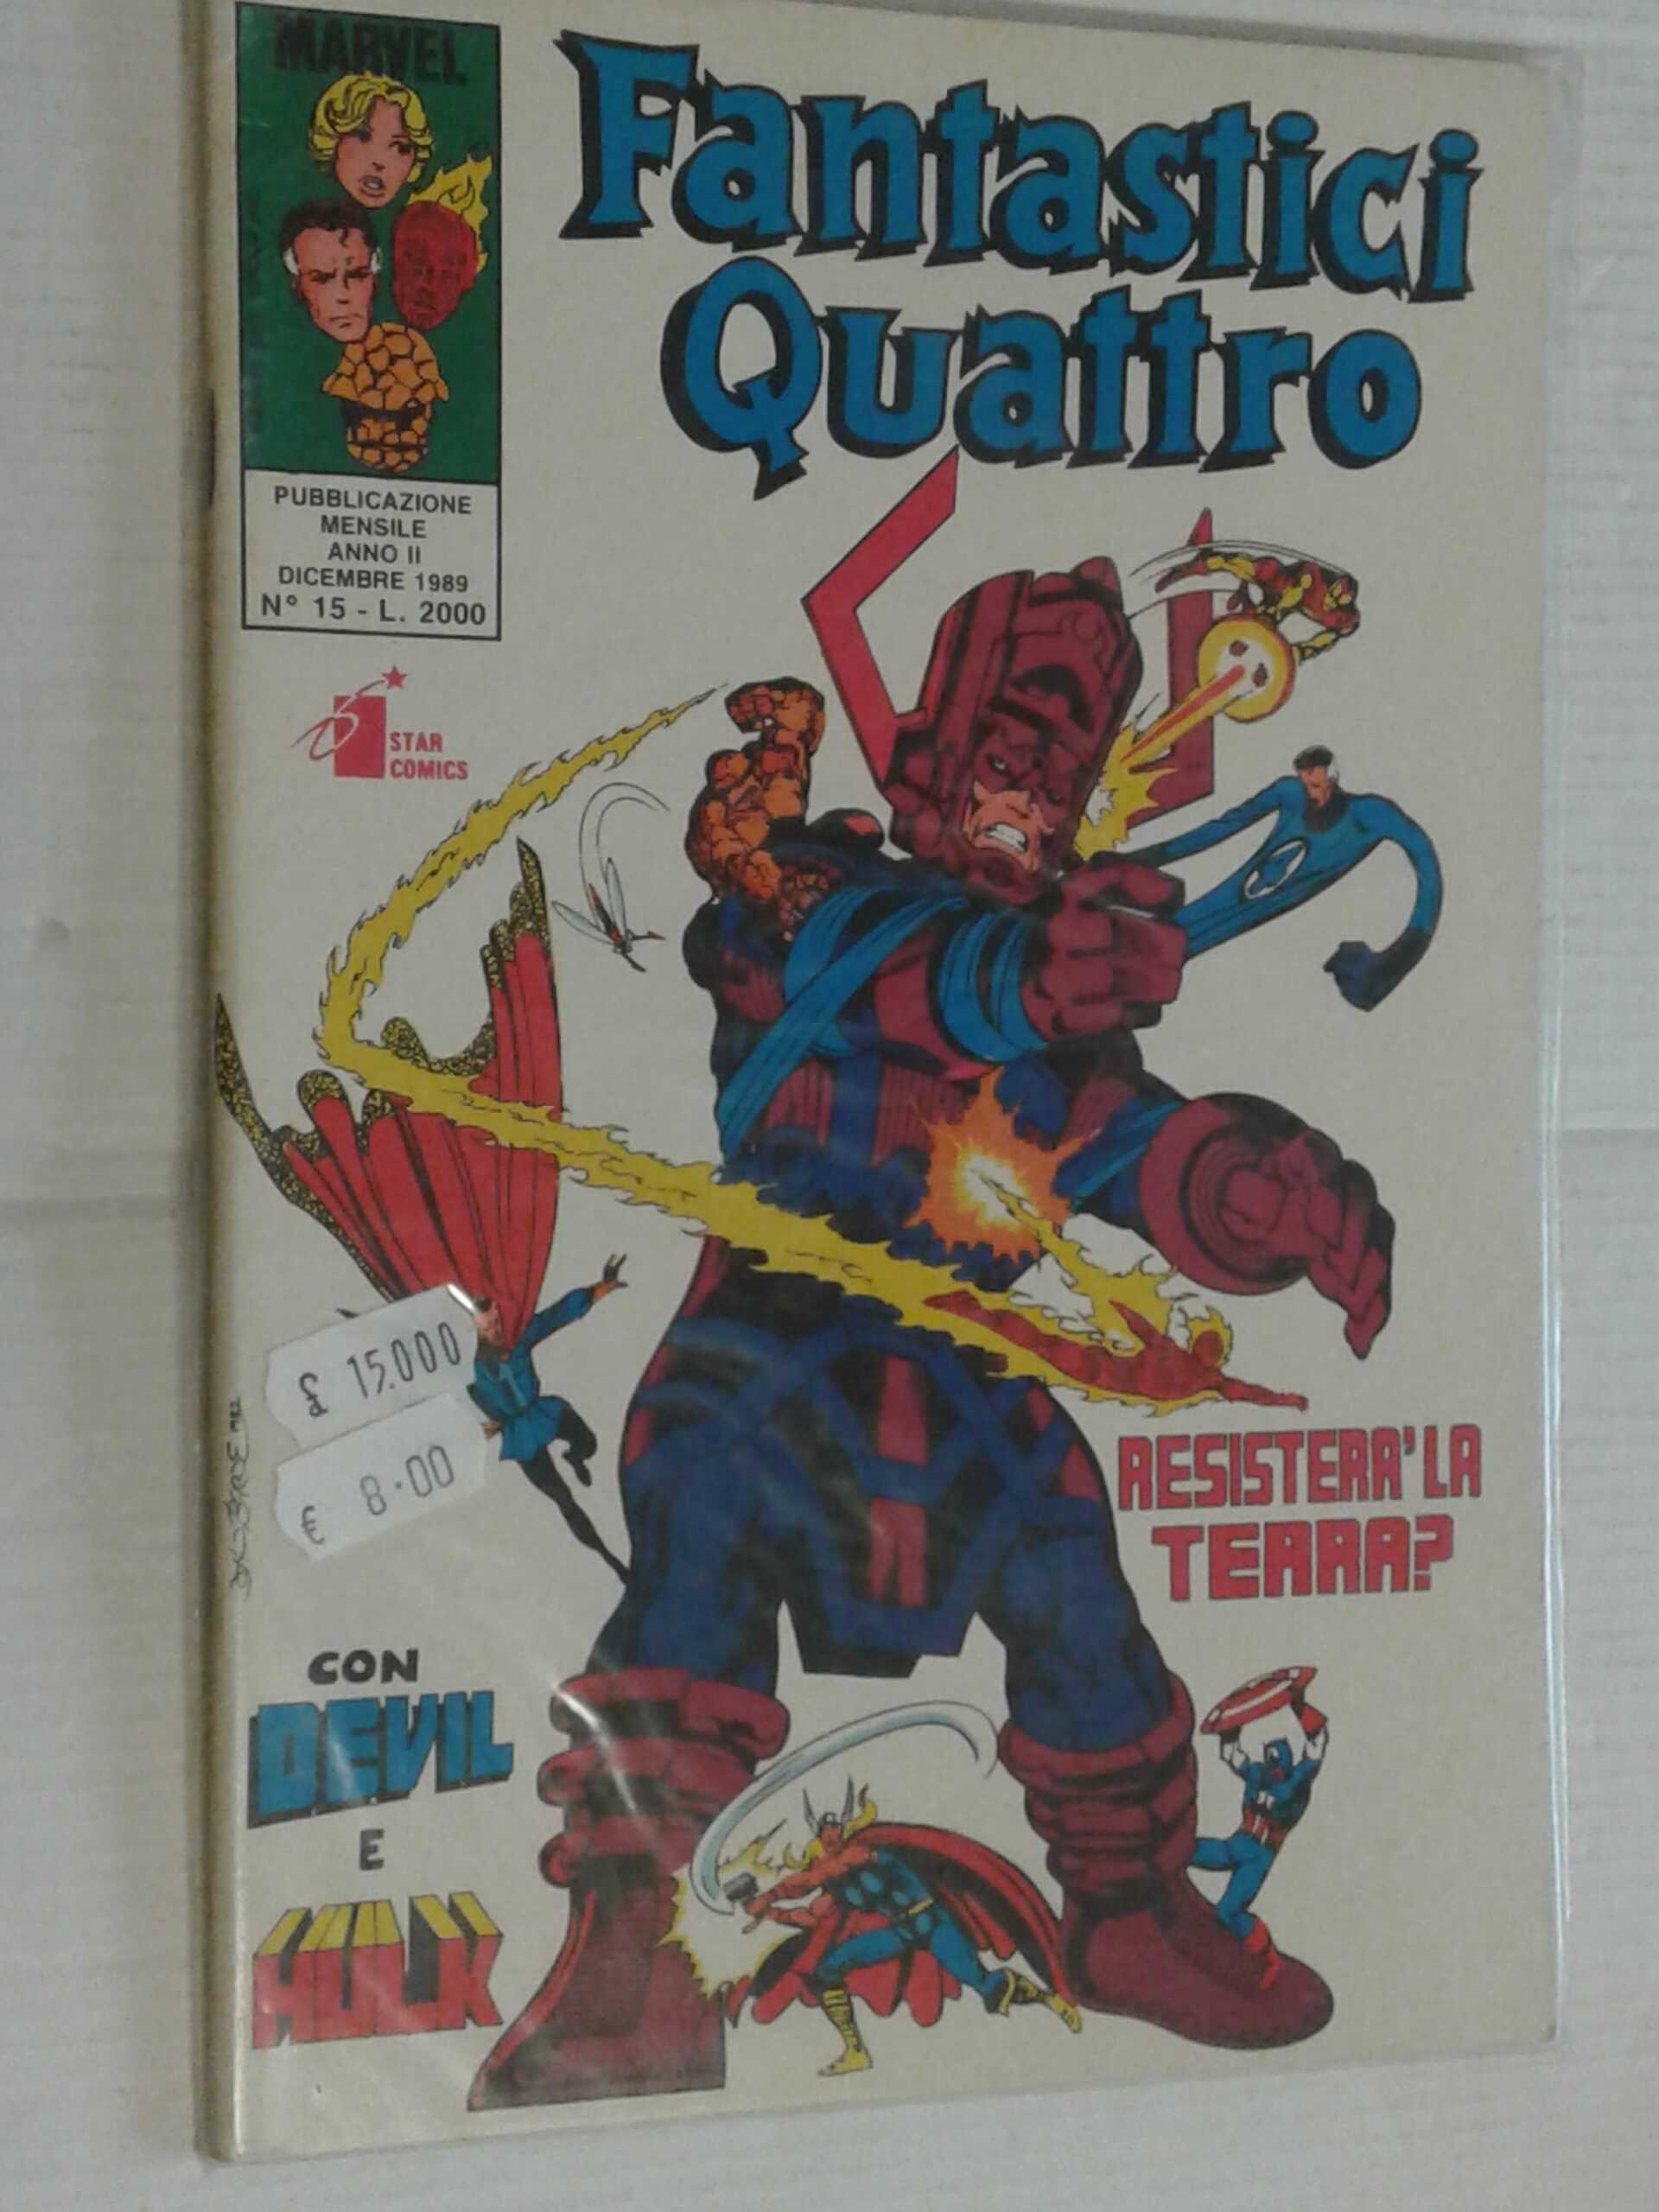 MARVEL
Fantastici
Quattro
PUBBLICAZIONE
MENSILE
ANNO II
DICEMBRE 1989
N° 15 - L. 2000
STAR
COMICS
£ 15.000
€ 8.00
RESISTERA' LA
TERRA?
CON
DEVIL
E
HULK